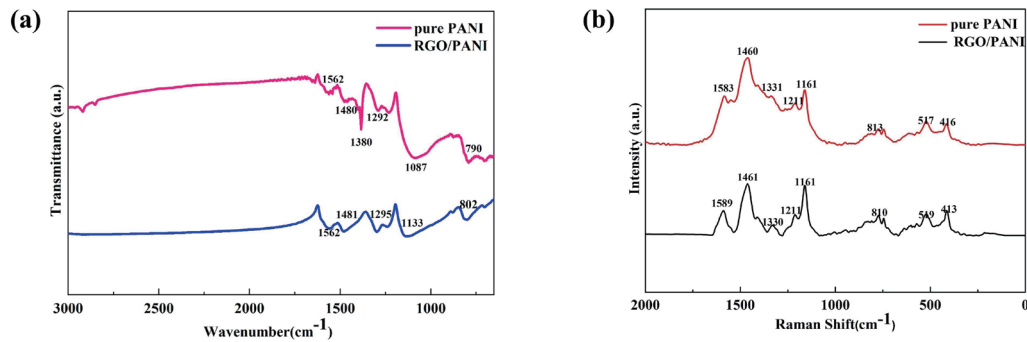 (a)
pure PANI
RGO/PANI
Transmittance (a.u.)
1562
1480
1380
1292
1087
790
1562
1481
1295
1133
802
3000 2500 2000 1500 1000
Wavenumber(cm-1)
(b)
pure PANI
RGO/PANI
Intensity (a.u.)
1583
1460
1331
1211
1161
813
517
416
1589
1461
1330
1211
1161
810
519
413
2000 1500 1000 500 0
Raman Shift(cm-1)